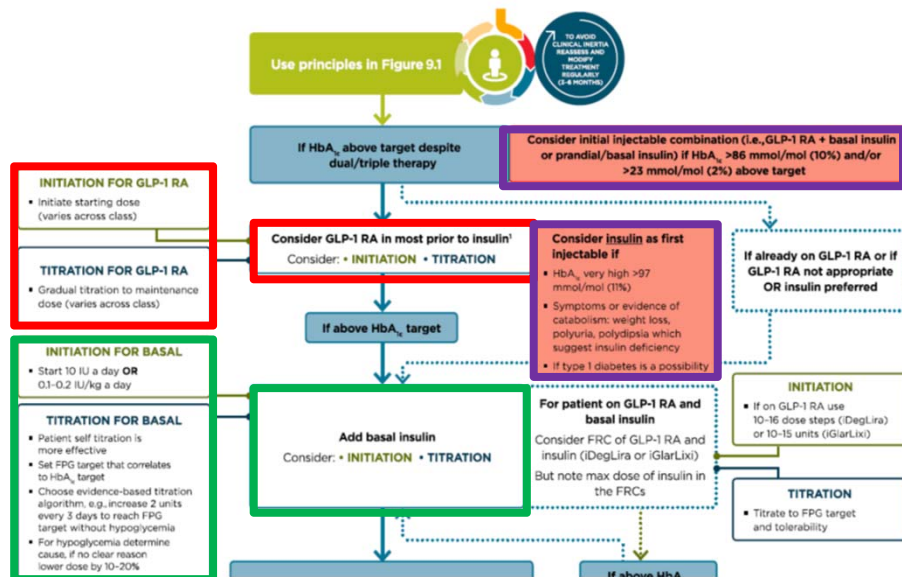 Use principles in Figure 9.1
TO AVOID
CLINICAL INERTIA
REASSESS AND
MODIFY
TREATMENT
REGULARLY
(3-6 MONTHS)
If HbA1c above target despite
dual/triple therapy
Consider initial injectable combination (i.e.,GLP-1 RA + basal insulin
or prandial/basal insulin) if HbA1c >86 mmol/mol (10%) and/or
>23 mmol/mol (2%) above target
INITIATION FOR GLP-1 RA
▪ Initiate starting dose
(varies across class)
TITRATION FOR GLP-1 RA
▪ Gradual titration to maintenance
dose (varies across class)
Consider GLP-1 RA in most prior to insulin¹
Consider: • INITIATION • TITRATION
Consider insulin as first
injectable if
▪ HbA1c very high >97
mmol/mol (11%)
▪ Symptoms or evidence of
catabolism: weight loss,
polyuria, polydipsia which
suggest insulin deficiency
▪ If type 1 diabetes is a possibility
If already on GLP-1 RA or if
GLP-1 RA not appropriate
OR insulin preferred
If above HbA1c target
INITIATION FOR BASAL
▪ Start 10 IU a day OR
0.1-0.2 IU/kg a day
TITRATION FOR BASAL
▪ Patient self titration is
more effective
▪ Set FPG target that correlates
to HbA1c target
▪ Choose evidence-based titration
algorithm, e.g., increase 2 units
every 3 days to reach FPG
target without hypoglycemia
▪ For hypoglycemia determine
cause, if no clear reason
lower dose by 10-20%
Add basal insulin
Consider: • INITIATION • TITRATION
For patient on GLP-1 RA and
basal insulin
Consider FRC of GLP-1 RA and
insulin (iDegLira or iGlarLixi)
But note max dose of insulin in
the FRCs
INITIATION
▪ If on GLP-1 RA use
10-16 dose steps (iDegLira)
or 10-15 units (iGlarLixi)
TITRATION
▪ Titrate to FPG target
and tolerability
If above HbA